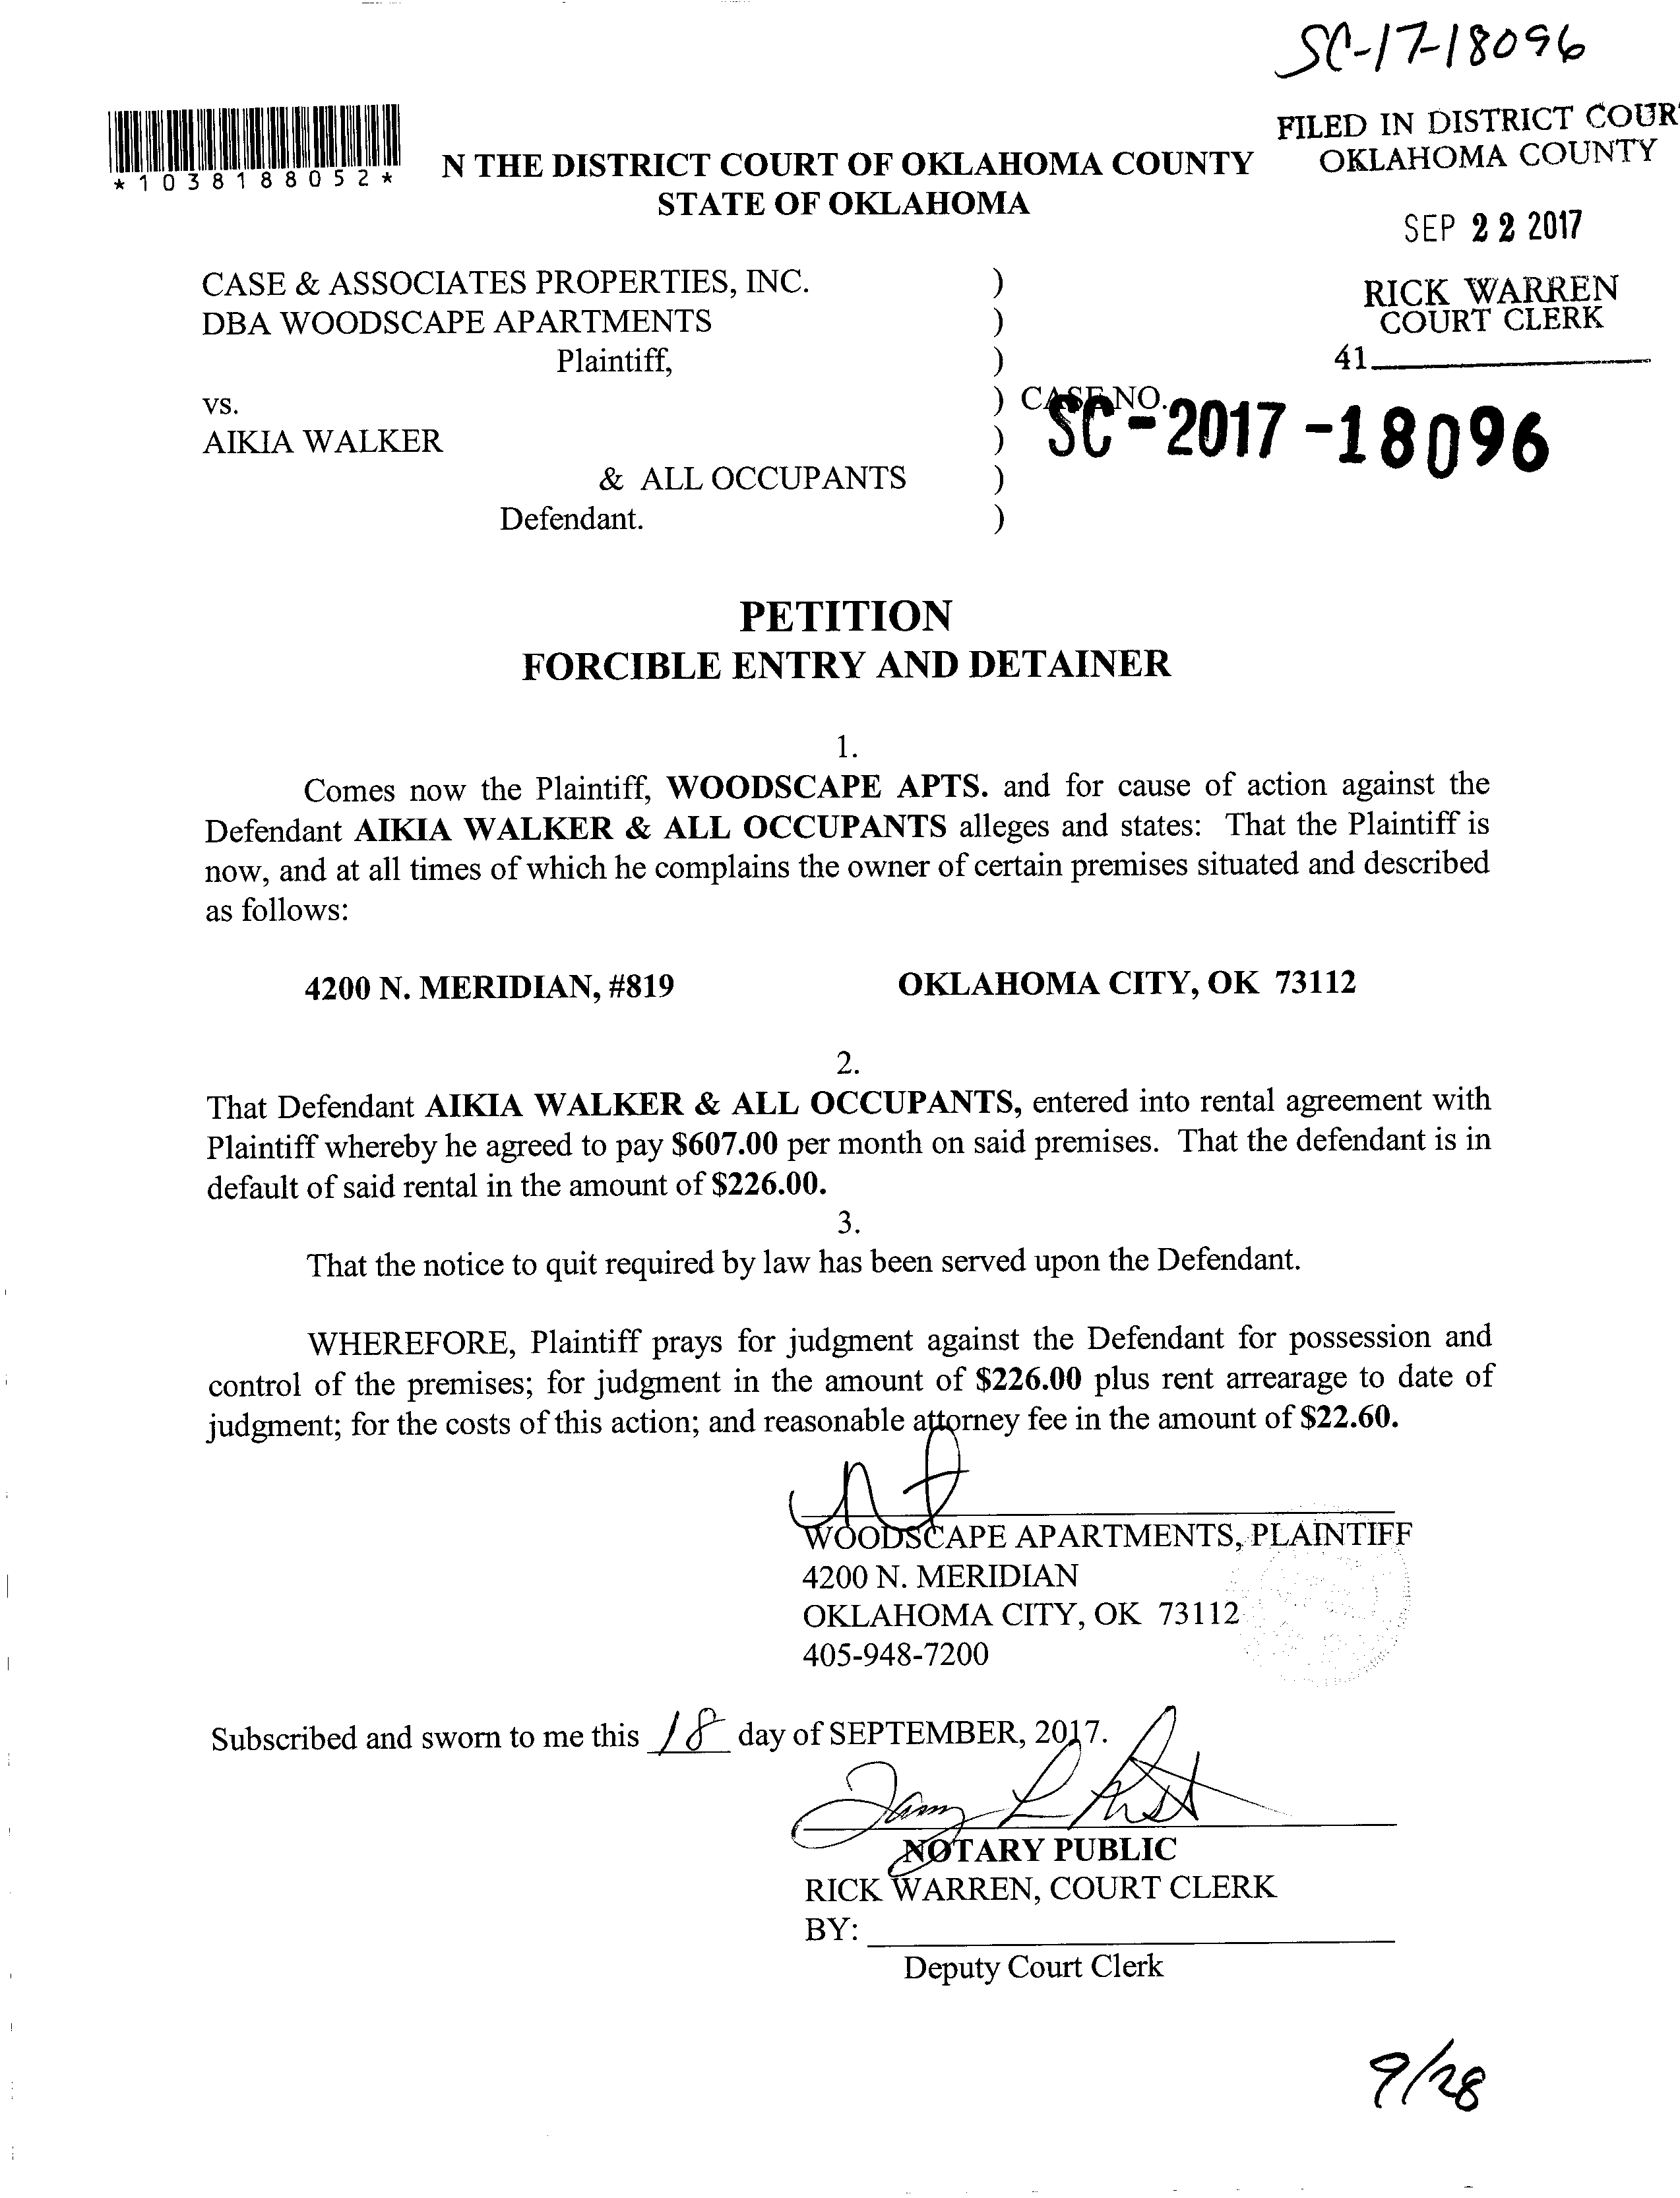 SC-17-18096
FILED IN DISTRICT COUR
OKLAHOMA COUNTY
*1038188052*
N THE DISTRICT COURT OF OKLAHOMA COUNTY
STATE OF OKLAHOMA
SEP 22 2017
RICK WARREN
COURT CLERK
41
CASE & ASSOCIATES PROPERTIES, INC. )
DBA WOODSCAPE APARTMENTS )
Plaintiff, )
vs. ) CASE NO.
SC-2017-18096
AIKIA WALKER )
& ALL OCCUPANTS )
Defendant. )
PETITION
FORCIBLE ENTRY AND DETAINER
1.
Comes now the Plaintiff, WOODSCAPE APTS. and for cause of action against the
Defendant AIKIA WALKER & ALL OCCUPANTS alleges and states: That the Plaintiff is
now, and at all times of which he complains the owner of certain premises situated and described
as follows:
4200 N. MERIDIAN, #819 OKLAHOMA CITY, OK 73112
2.
That Defendant AIKIA WALKER & ALL OCCUPANTS, entered into rental agreement with
Plaintiff whereby he agreed to pay $607.00 per month on said premises. That the defendant is in
default of said rental in the amount of $226.00.
3.
That the notice to quit required by law has been served upon the Defendant.
WHEREFORE, Plaintiff prays for judgment against the Defendant for possession and
control of the premises; for judgment in the amount of $226.00 plus rent arrearage to date of
judgment; for the costs of this action; and reasonable attorney fee in the amount of $22.60.
WOODSCAPE APARTMENTS, PLAINTIFF
4200 N. MERIDIAN
OKLAHOMA CITY, OK 73112
405-948-7200
Subscribed and sworn to me this 18 day of SEPTEMBER, 2017.
NOTARY PUBLIC
RICK WARREN, COURT CLERK
BY:
Deputy Court Clerk
9/28